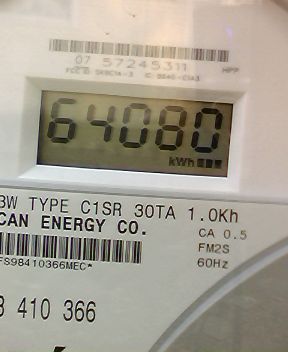 07 57245311
HPP
64080
kWh
3W TYPE C1SR 30TA 1.0Kh
CAN ENERGY CO.
CA 0.5
FM2S
60Hz
FS98410366MEC*
410 366